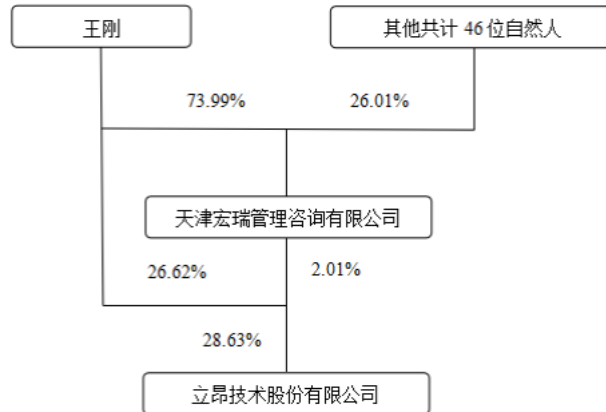 王刚
其他共计 46 位自然人
73.99%
26.01%
天津宏瑞管理咨询有限公司
26.62%
2.01%
28.63%
立昂技术股份有限公司